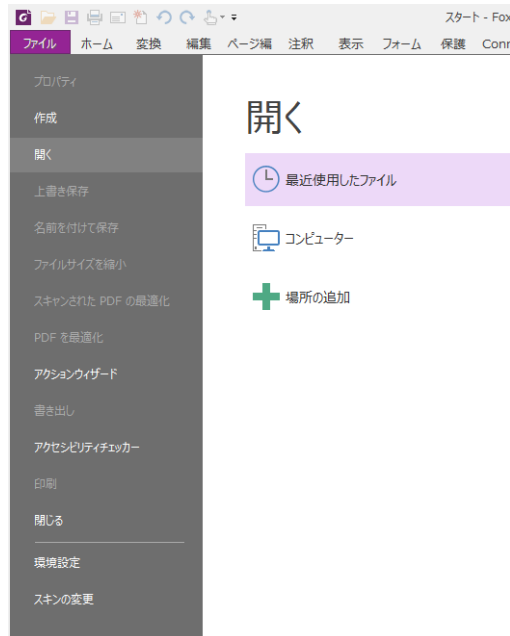 スタート - Fox
ファイル ホーム 変換 編集 ページ編 注釈 表示 フォーム 保護 Conn
プロパティ
作成
開く
上書き保存
名前を付けて保存
ファイルサイズを縮小
スキャンされた PDF の最適化
PDF を最適化
アクションウィザード
書き出し
アクセシビリティチェッカー
印刷
閉じる
環境設定
スキンの変更
開く
最近使用したファイル
コンピューター
場所の追加